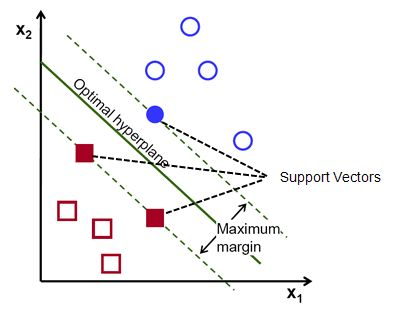 x2
Optimal hyperplane
Support Vectors
Maximum
margin
x1